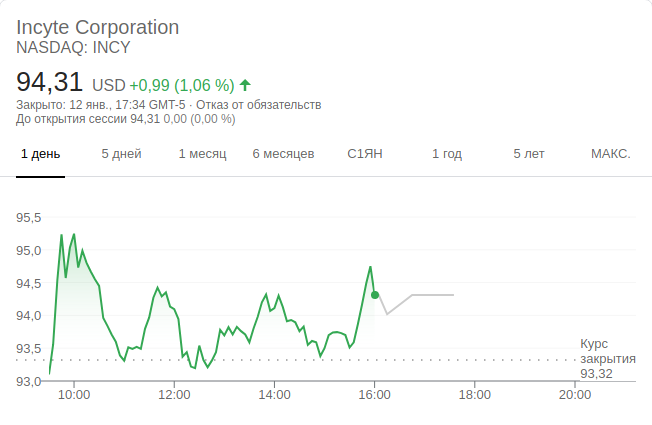 Incyte Corporation
NASDAQ: INCY
94,31 USD +0,99 (1,06 %)
Закрыто: 12 янв., 17:34 GMT-5 · Отказ от обязательств
До открытия сессии 94,31 0,00 (0,00 %)
1 день 5 дней 1 месяц 6 месяцев С1ЯН 1 год 5 лет МАКС.
95,5
95,0
94,5
94,0
93,5
93,0
Курс
закрытия
93,32
10:00 12:00 14:00 16:00 18:00 20:00